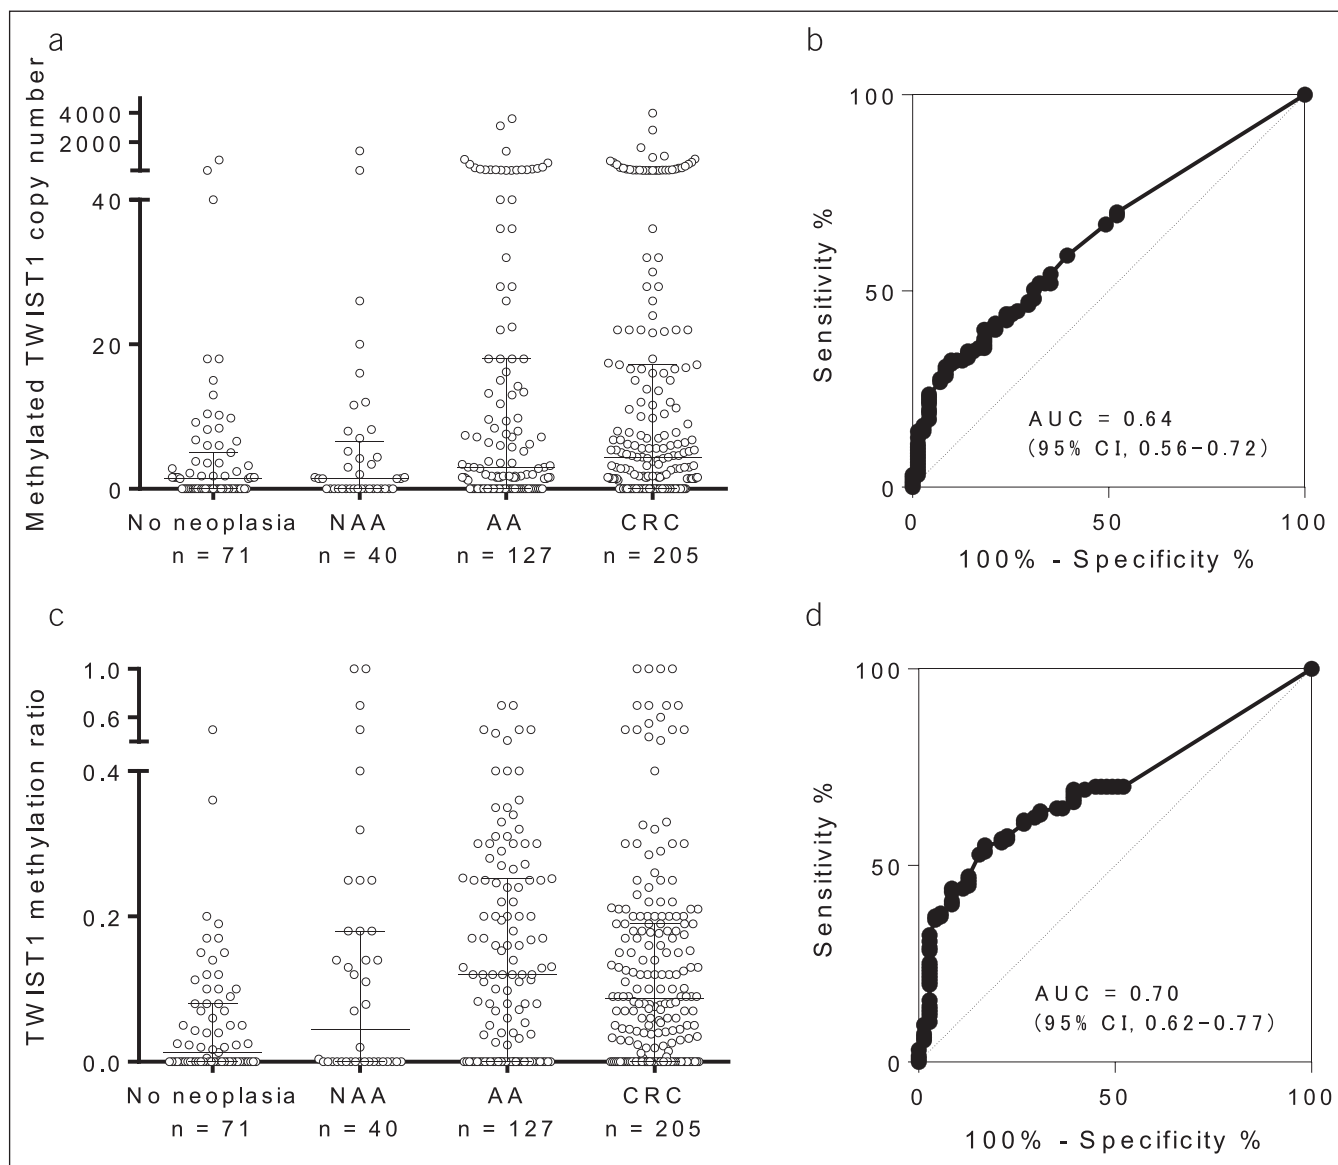 a
Methylated TWIST1 copy number
4000
2000
40
20
0
No neoplasia
n = 71
NAA
n = 40
AA
n = 127
CRC
n = 205
b
Sensitivity %
100
50
0
AUC = 0.64
(95% CI, 0.56–0.72)
0
50
100
100% - Specificity %
c
TWIST1 methylation ratio
1.0
0.6
0.4
0.2
0.0
No neoplasia
n = 71
NAA
n = 40
AA
n = 127
CRC
n = 205
d
Sensitivity %
100
50
0
AUC = 0.70
(95% CI, 0.62–0.77)
0
50
100
100% - Specificity %